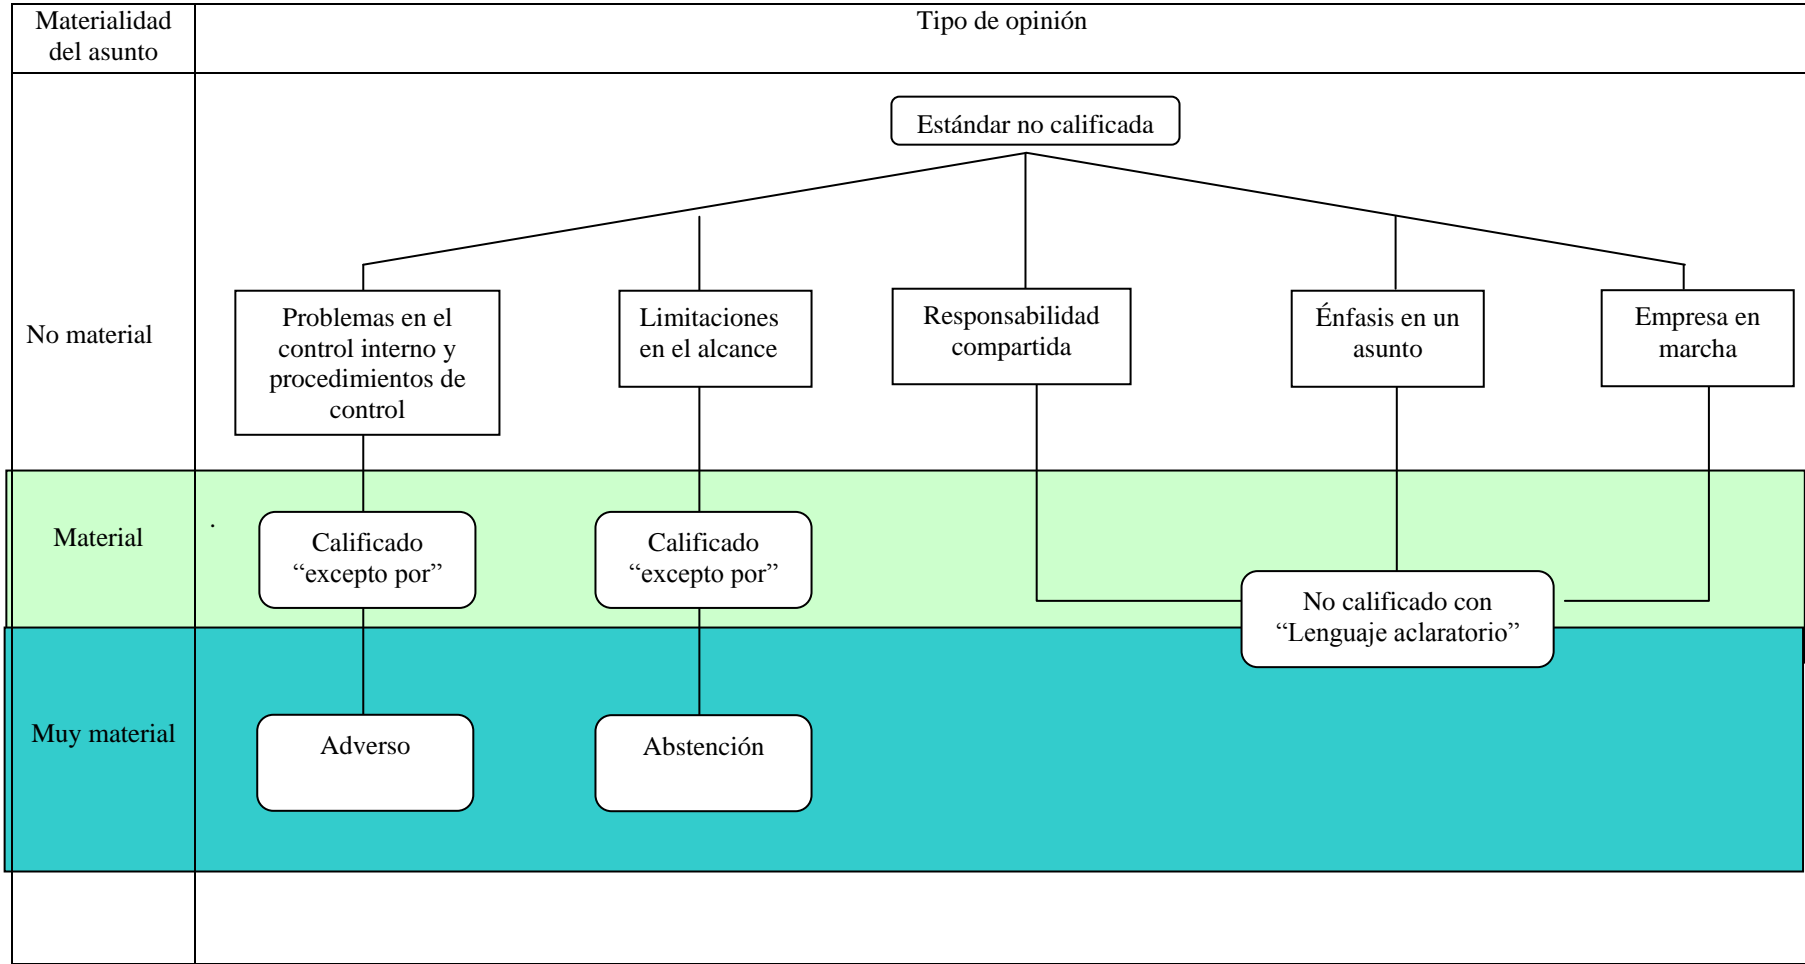 Materialidad
del asunto
Tipo de opinión
Estándar no calificada
No material
Problemas en el
control interno y
procedimientos de
control
Limitaciones
en el alcance
Responsabilidad
compartida
Énfasis en un
asunto
Empresa en
marcha
Material
.
Calificado
“excepto por”
Calificado
“excepto por”
No calificado con
“Lenguaje aclaratorio”
Muy material
Adverso
Abstención